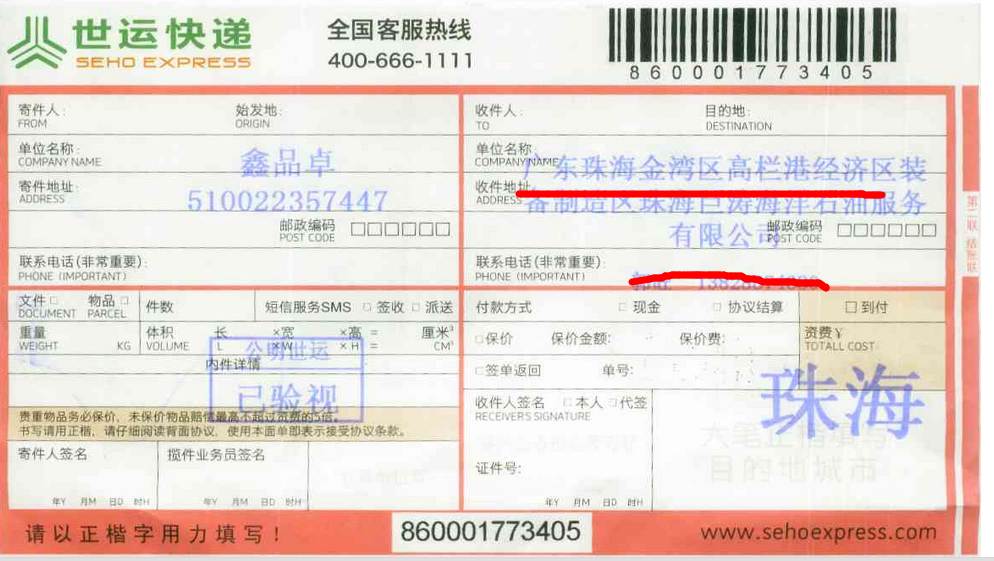 世运快递
SEHO EXPRESS
全国客服热线
400-666-1111
860001773405
寄件人:
FROM
始发地:
ORIGIN
收件人:
TO
目的地:
DESTINATION
单位名称:
COMPANY NAME
鑫品卓
单位名称:
COMPANY NAME
广东珠海金湾区高栏港经济区装
寄件地址:
ADDRESS
510022357447
收件地址:
ADDRESS
备制造区珠海巨涛海洋石油服务
邮政编码
POST CODE
有限公司
邮政编码
POST CODE
联系电话(非常重要):
PHONE (IMPORTANT)
联系电话(非常重要):
PHONE (IMPORTANT)
文件
DOCUMENT
物品
PARCEL
件数
短信服务SMS 签收 派送
付款方式 现金 协议结算 到付
重量
WEIGHT KG
体积
VOLUME
长 ×宽 ×高 = 厘米³
L ×W ×H = CM³
保价 保价金额: 保价费:
资费¥
TOTALL COST
公明世运
内件详情
已验视
签单返回 单号:
珠海
收件人签名 本人 代签
RECEIVER'S SIGNATURE
贵重物品务必保价，未保价物品赔偿最高不超过资费的5倍。
书写请用正楷，请仔细阅读背面协议，使用本面单即表示接受协议条款。
大笔正楷填写
目的地城市
寄件人签名
揽件业务员签名
证件号:
年Y 月M 日D 时H
年Y 月M 日D 时H
年Y 月M 日D 时H
请以正楷字用力填写!
860001773405
www.sehoexpress.com
第二联 结账联